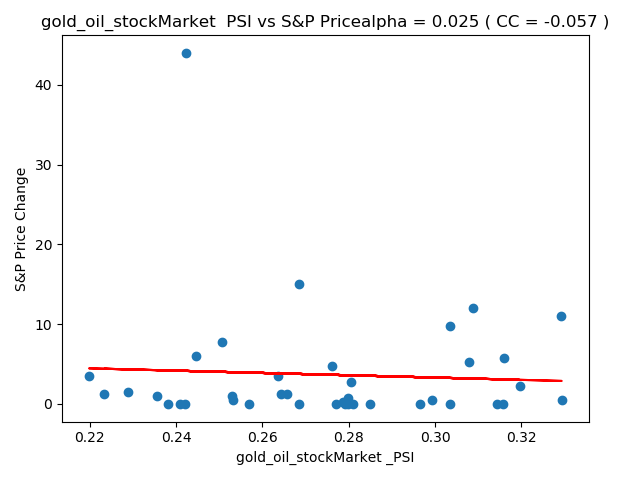 gold_oil_stockMarket  PSI vs S&P Pricealpha = 0.025 ( CC = -0.057 )
S&P Price Change
40
30
20
10
0
0.22 0.24 0.26 0.28 0.30 0.32
gold_oil_stockMarket _PSI